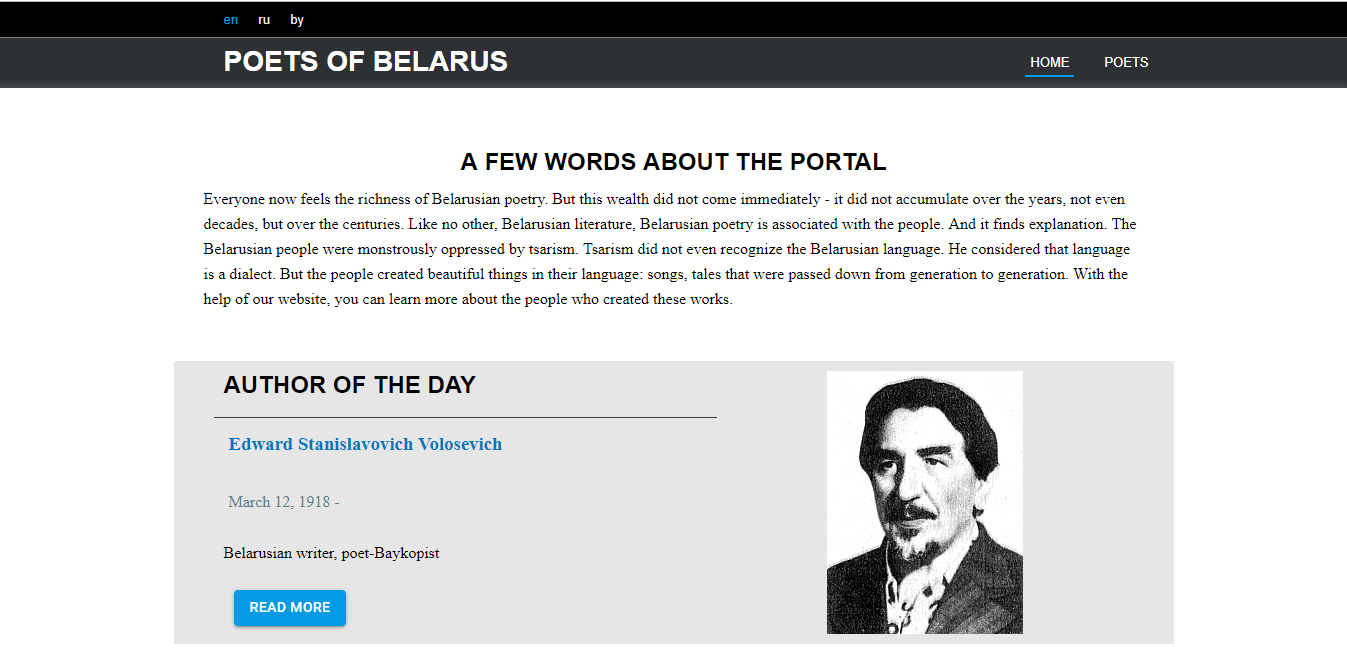 en ru by
POETS OF BELARUS
HOME POETS
A FEW WORDS ABOUT THE PORTAL
Everyone now feels the richness of Belarusian poetry. But this wealth did not come immediately - it did not accumulate over the years, not even
decades, but over the centuries. Like no other, Belarusian literature, Belarusian poetry is associated with the people. And it finds explanation. The
Belarusian people were monstrously oppressed by tsarism. Tsarism did not even recognize the Belarusian language. He considered that language
is a dialect. But the people created beautiful things in their language: songs, tales that were passed down from generation to generation. With the
help of our website, you can learn more about the people who created these works.
AUTHOR OF THE DAY
Edward Stanislavovich Volosevich
March 12, 1918 -
Belarusian writer, poet-Baykopist
READ MORE